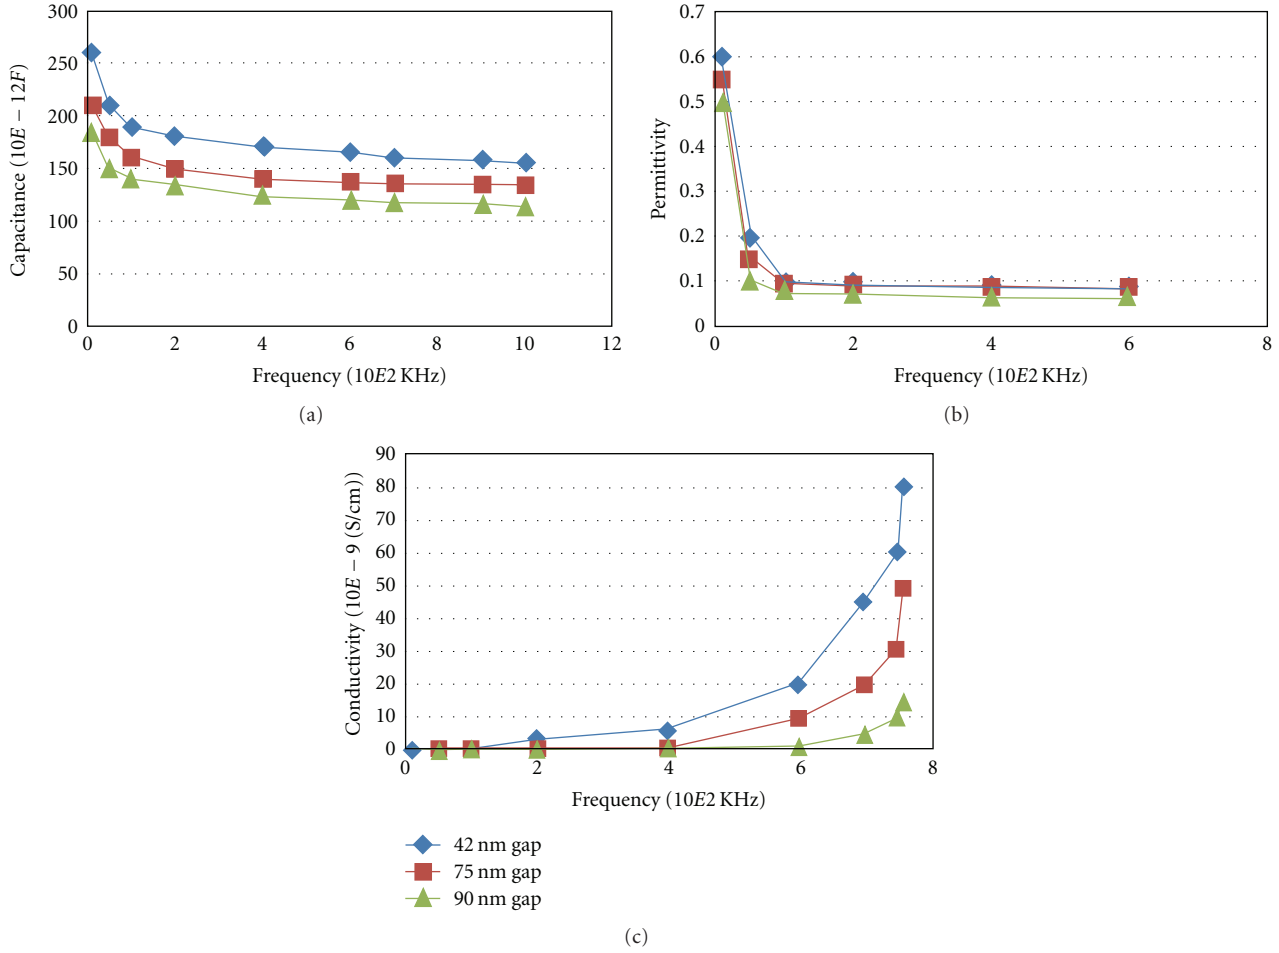 300
250
200
150
100
50
0
Capacitance (10E − 12F)
0 2 4 6 8 10 12
Frequency (10E2 KHz)
(a)
0.7
0.6
0.5
0.4
0.3
0.2
0.1
0
Permittivity
0 2 4 6 8
Frequency (10E2 KHz)
(b)
90
80
70
60
50
40
30
20
10
0
Conductivity (10E − 9 (S/cm))
0 2 4 6 8
Frequency (10E2 KHz)
42 nm gap
75 nm gap
90 nm gap
(c)